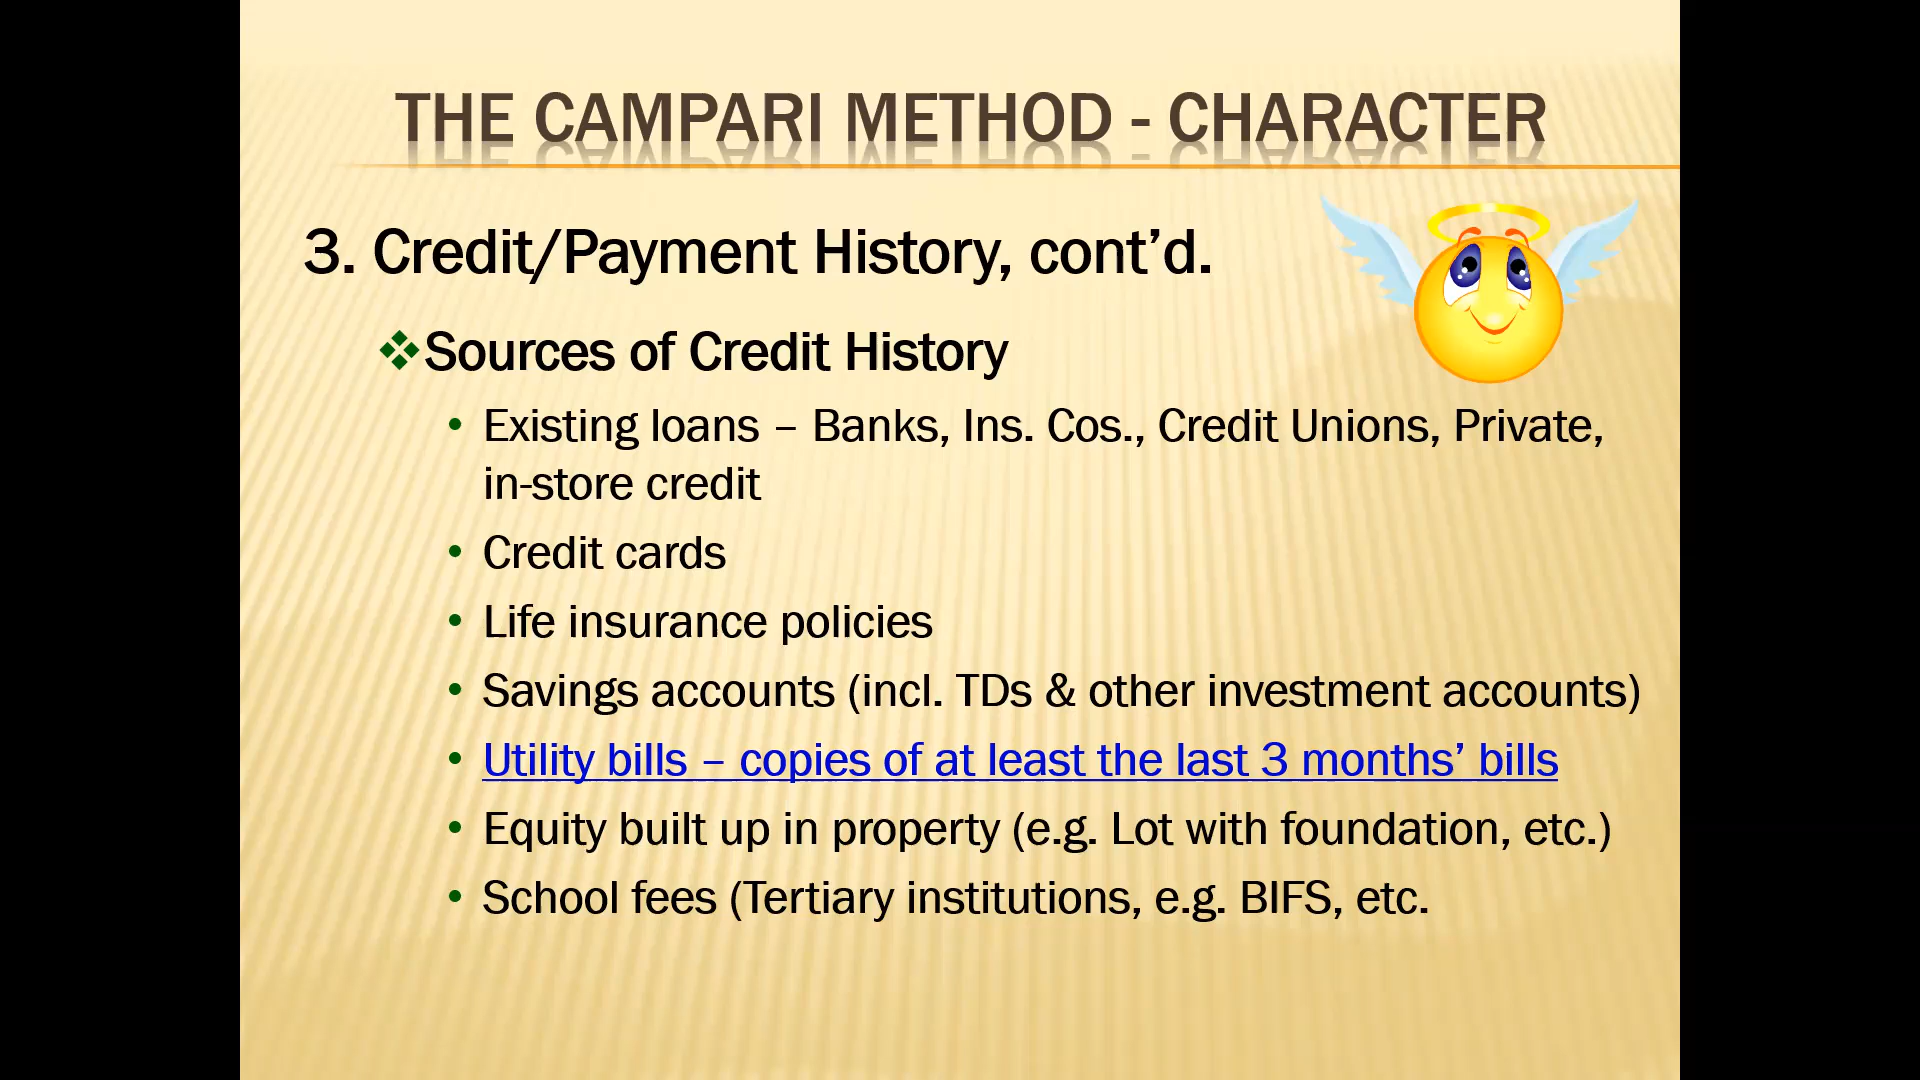 THE CAMPARI METHOD - CHARACTER
3. Credit/Payment History, cont’d.
❖Sources of Credit History
• Existing loans – Banks, Ins. Cos., Credit Unions, Private,
in-store credit
• Credit cards
• Life insurance policies
• Savings accounts (incl. TDs & other investment accounts)
• Utility bills – copies of at least the last 3 months’ bills
• Equity built up in property (e.g. Lot with foundation, etc.)
• School fees (Tertiary institutions, e.g. BIFS, etc.